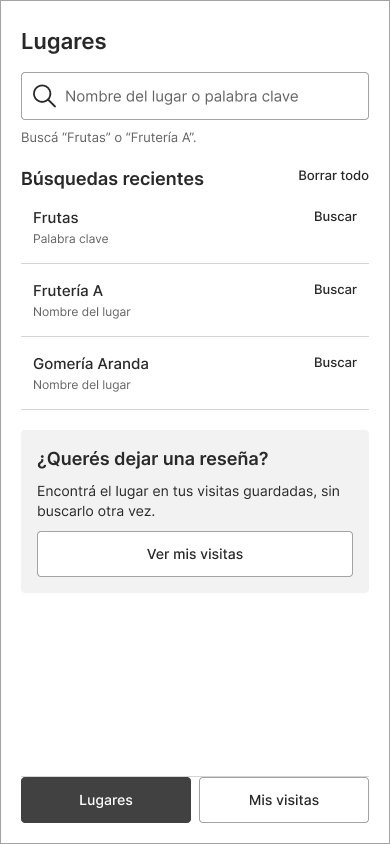 Lugares
Nombre del lugar o palabra clave
Buscá “Frutas” o “Frutería A”.
Búsquedas recientes
Borrar todo
Frutas
Buscar
Palabra clave
Frutería A
Buscar
Nombre del lugar
Gomería Aranda
Buscar
Nombre del lugar
¿Querés dejar una reseña?
Encontrá el lugar en tus visitas guardadas, sin
buscarlo otra vez.
Ver mis visitas
Lugares
Mis visitas